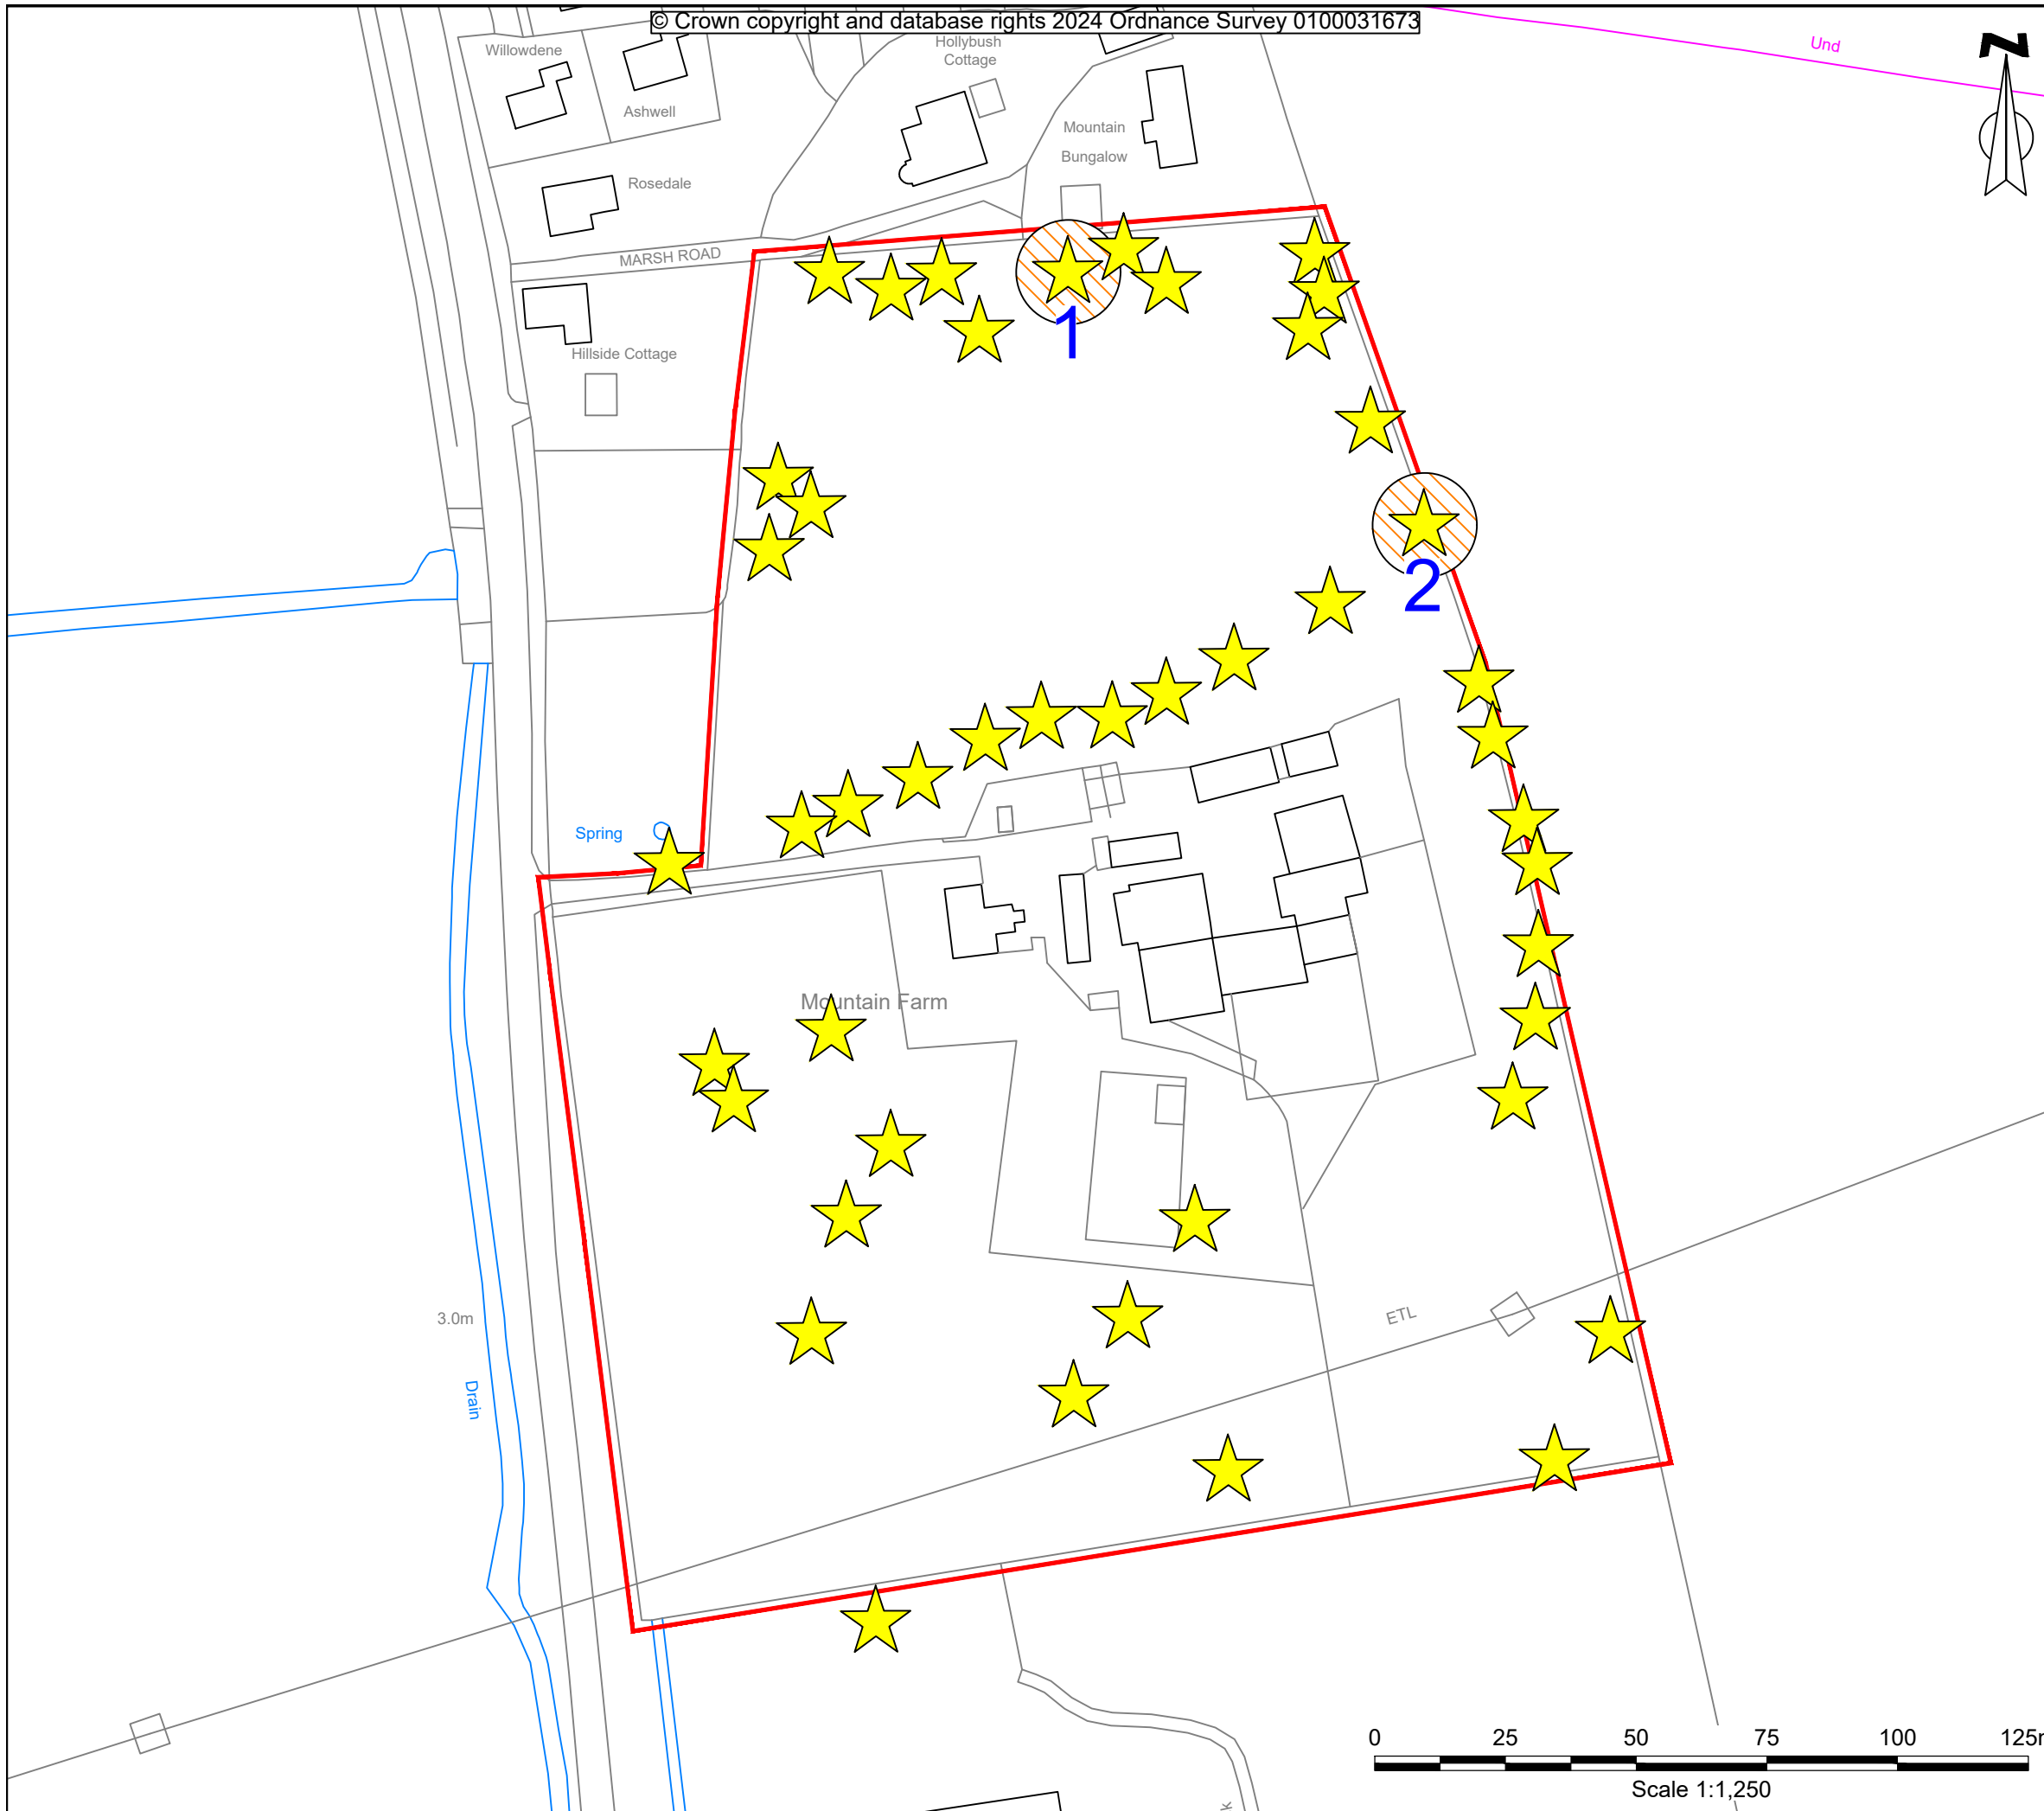 © Crown copyright and database rights 2024 Ordnance Survey 0100031673
Willowdene
Hollybush
Cottage
Und
N
Ashwell
Mountain
Bungalow
Rosedale
MARSH ROAD
1
Hillside Cottage
2
Spring
Mountain Farm
3.0m
ETL
Drain
0 25 50 75 100 125m
Scale 1:1,250